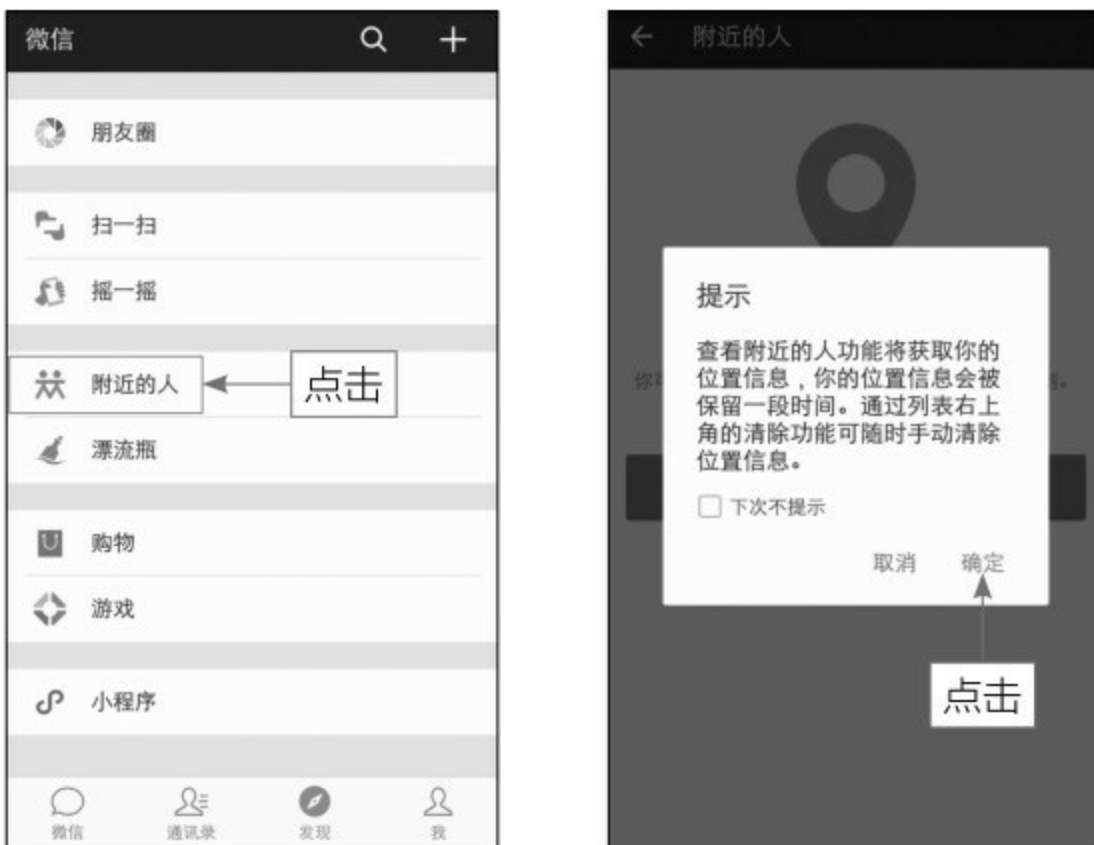 微信
朋友圈
扫一扫
摇一摇
附近的人
点击
漂流瓶
购物
游戏
小程序
微信
通讯录
发现
我
附近的人
提示
查看附近的人功能将获取你的
位置信息，你的位置信息会被
保留一段时间。通过列表右上
角的清除功能可随时手动清除
位置信息。
下次不提示
取消 确定
点击